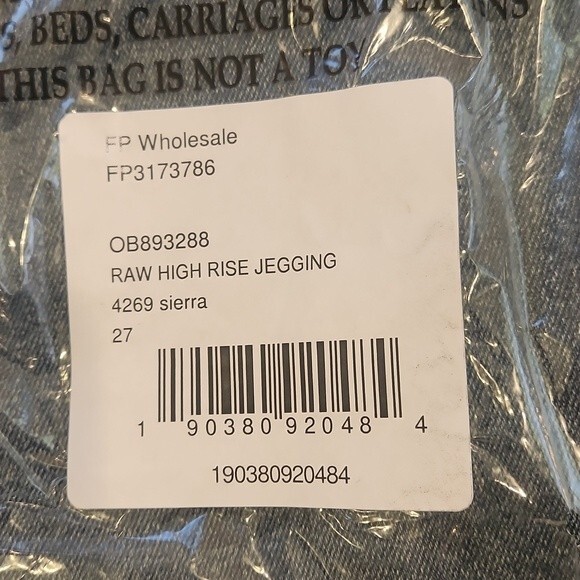 BEDS, CARRIAGES OR PLAYPENS
THIS BAG IS NOT A TOY
FP Wholesale
FP3173786
OB893288
RAW HIGH RISE JEGGING
4269 sierra
27
1 90380 92048 4
190380920484